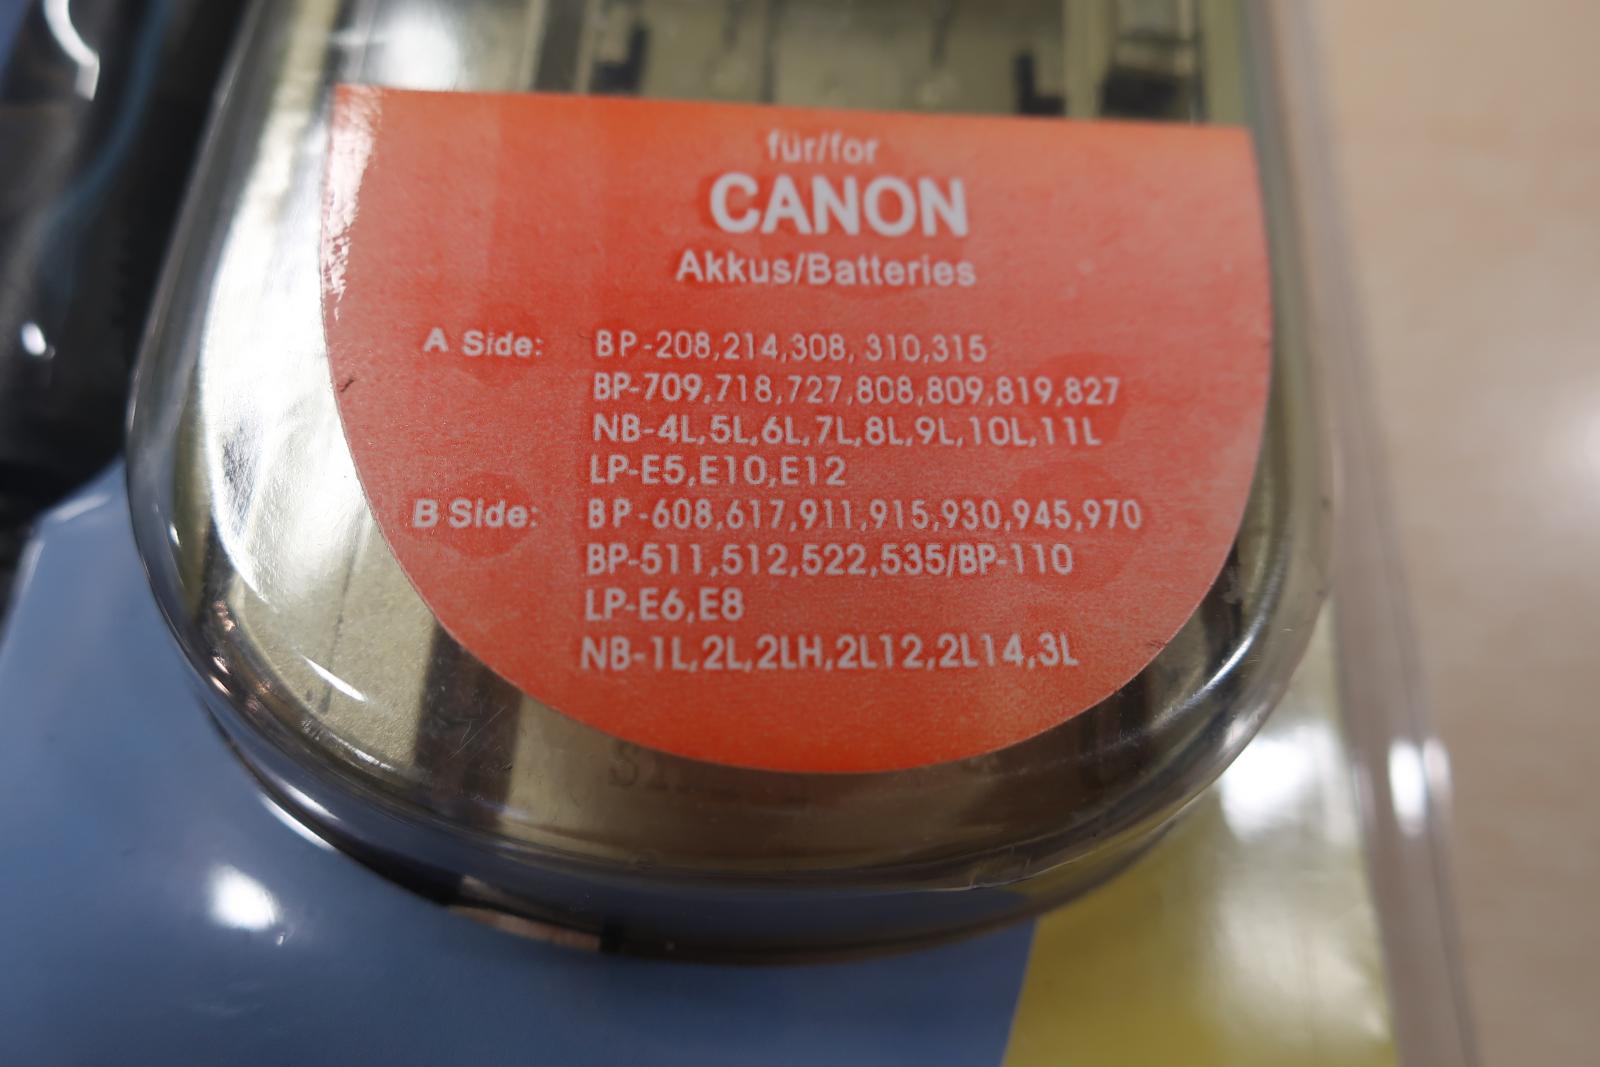 für/for
CANON
Akkus/Batteries
A Side: BP-208,214,308, 310,315
BP-709,718,727,808,809,819,827
NB-4L,5L,6L,7L,8L,9L,10L,11L
LP-E5,E10,E12
B Side: BP-608,617,911,915,930,945,970
BP-511,512,522,535/BP-110
LP-E6,E8
NB-1L,2L,2LH,2L12,2L14,3L